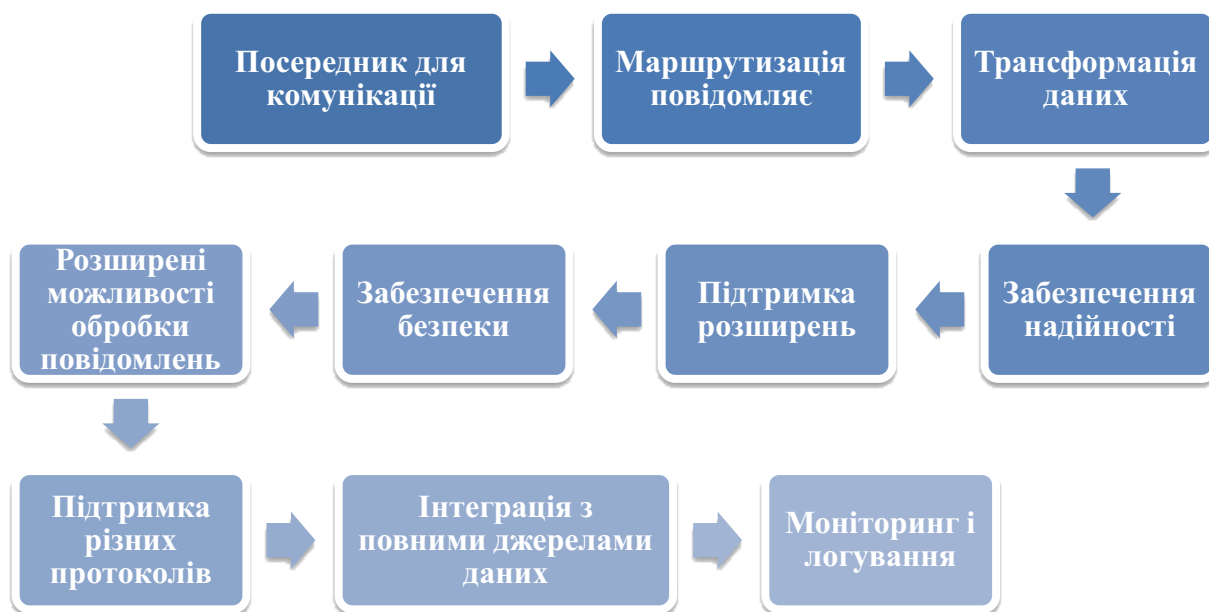 Посередник для
комунікації
Маршрутизація
повідомляє
Трансформація
даних
Забезпечення
надійності
Підтримка
розширень
Забезпечення
безпеки
Розширені
можливості
обробки
повідомлень
Підтримка
різних
протоколів
Інтеграція з
повними джерелами
даних
Моніторинг і
логування